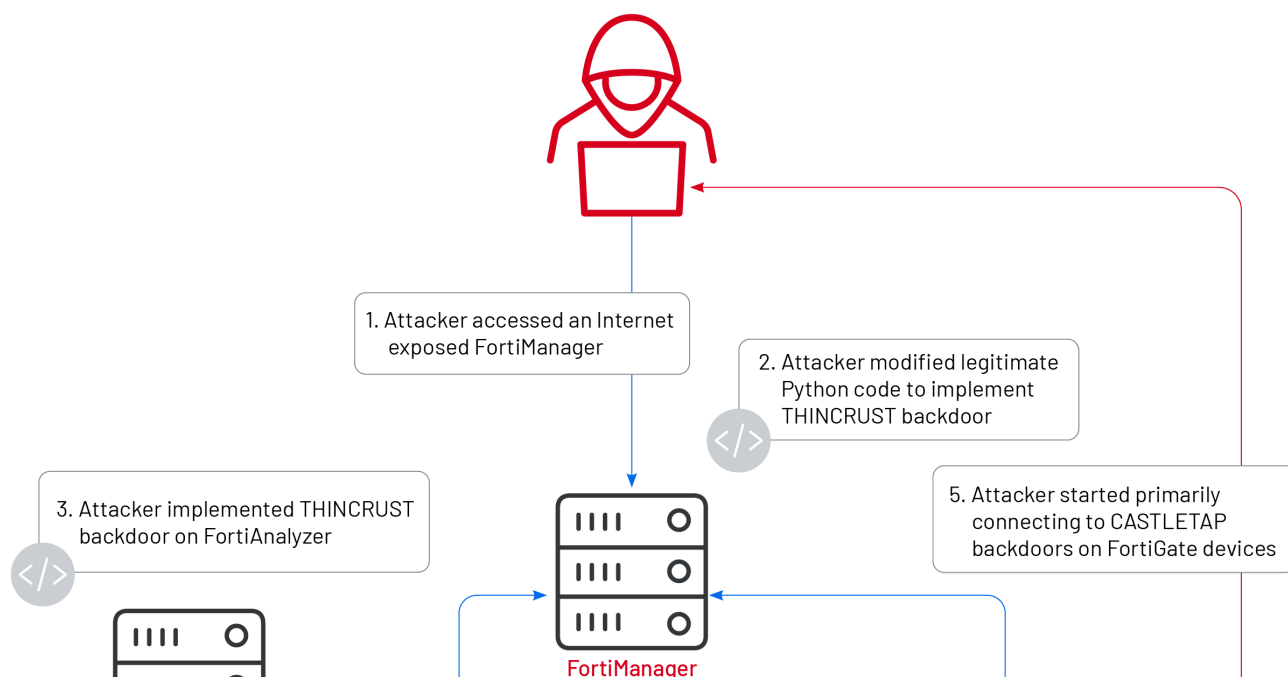 1. Attacker accessed an Internet
exposed FortiManager
2. Attacker modified legitimate
Python code to implement
THINCRUST backdoor
</>
3. Attacker implemented THINCRUST
backdoor on FortiAnalyzer
</>
5. Attacker started primarily
connecting to CASTLETAP
backdoors on FortiGate devices
FortiManager